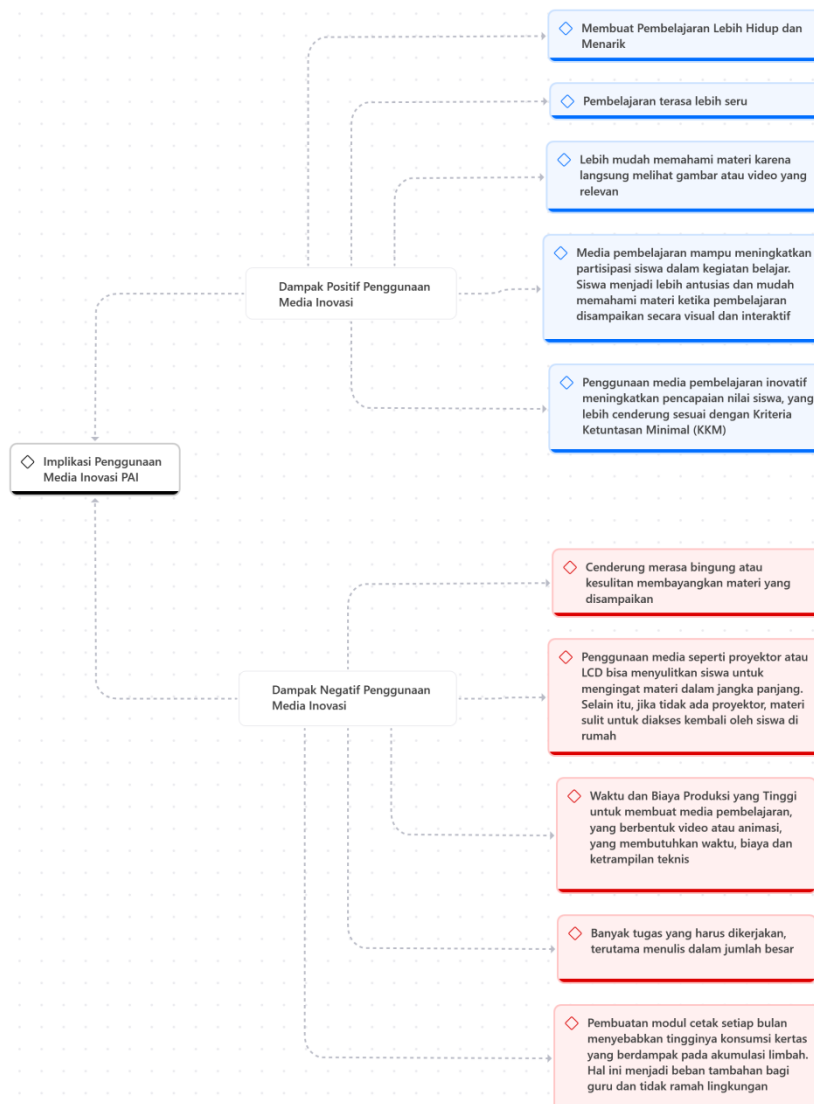 Membuat Pembelajaran Lebih Hidup dan
Menarik
Pembelajaran terasa lebih seru
Lebih mudah memahami materi karena
langsung melihat gambar atau video yang
relevan
Media pembelajaran mampu meningkatkan
partisipasi siswa dalam kegiatan belajar.
Siswa menjadi lebih antusias dan mudah
memahami materi ketika pembelajaran
disampaikan secara visual dan interaktif
Dampak Positif Penggunaan
Media Inovasi
Penggunaan media pembelajaran inovatif
meningkatkan pencapaian nilai siswa, yang
lebih cenderung sesuai dengan Kriteria
Ketuntasan Minimal (KKM)
Implikasi Penggunaan
Media Inovasi PAI
Cenderung merasa bingung atau
kesulitan membayangkan materi yang
disampaikan
Penggunaan media seperti proyektor atau
LCD bisa menyulitkan siswa untuk
mengingat materi dalam jangka panjang.
Selain itu, jika tidak ada proyektor, materi
sulit untuk diakses kembali oleh siswa di
rumah
Dampak Negatif Penggunaan
Media Inovasi
Waktu dan Biaya Produksi yang Tinggi
untuk membuat media pembelajaran,
yang berbentuk video atau animasi,
yang membutuhkan waktu, biaya dan
ketrampilan teknis
Banyak tugas yang harus dikerjakan,
terutama menulis dalam jumlah besar
Pembuatan modul cetak setiap bulan
menyebabkan tingginya konsumsi kertas
yang berdampak pada akumulasi limbah.
Hal ini menjadi beban tambahan bagi
guru dan tidak ramah lingkungan